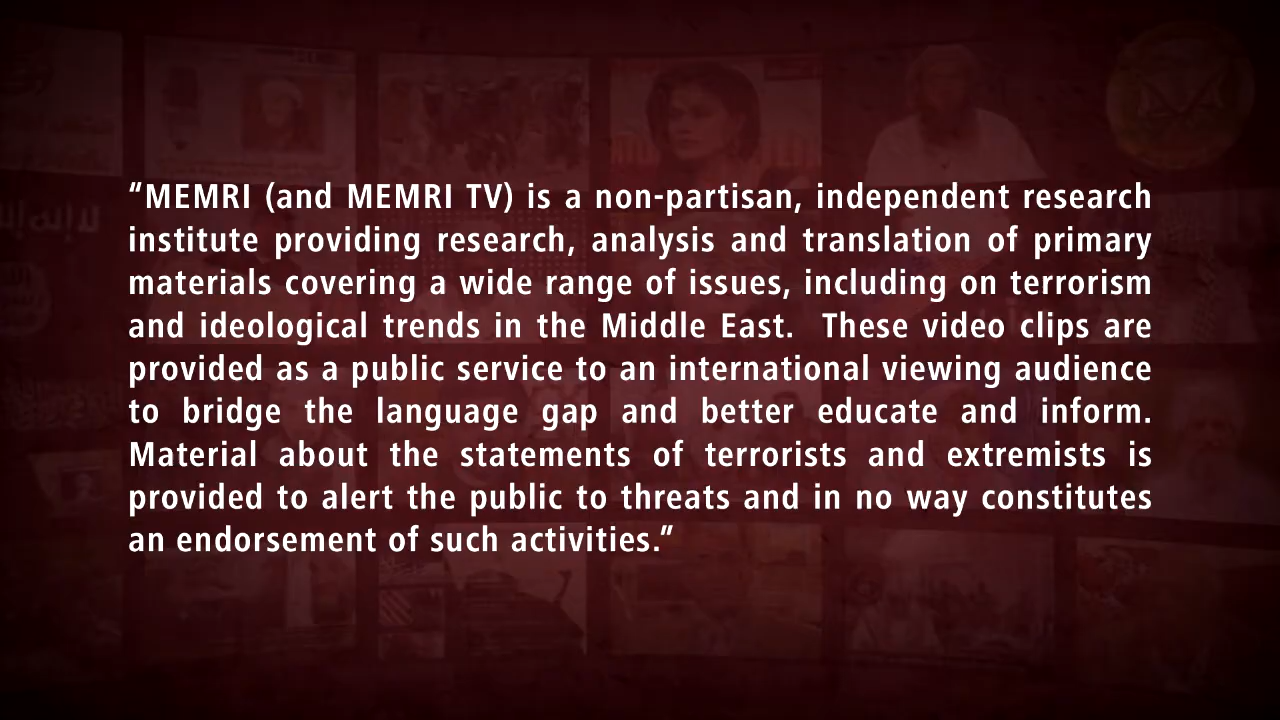 “MEMRI (and MEMRI TV) is a non-partisan, independent research
institute providing research, analysis and translation of primary
materials covering a wide range of issues, including on terrorism
and ideological trends in the Middle East.  These video clips are
provided as a public service to an international viewing audience
to bridge the language gap and better educate and inform.
Material about the statements of terrorists and extremists is
provided to alert the public to threats and in no way constitutes
an endorsement of such activities.”